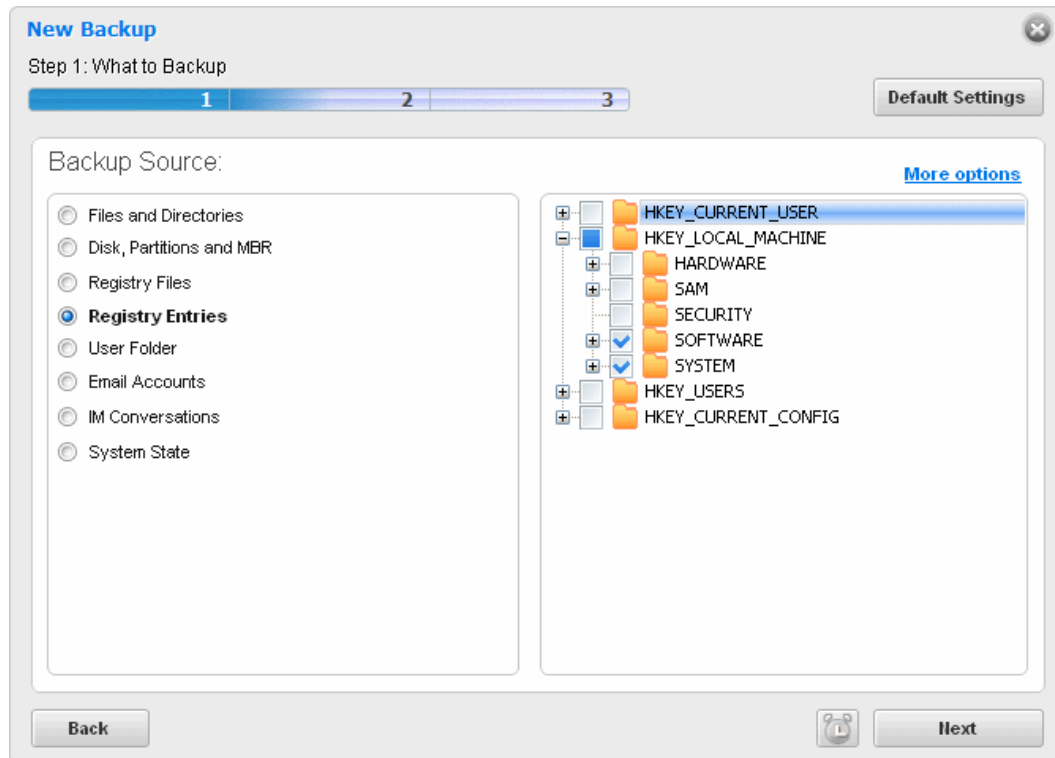 New Backup
Step 1: What to Backup
1 2 3
Default Settings
Backup Source:
More options
Files and Directories
Disk, Partitions and MBR
Registry Files
Registry Entries
User Folder
Email Accounts
IM Conversations
System State
HKEY_CURRENT_USER
HKEY_LOCAL_MACHINE
HARDWARE
SAM
SECURITY
SOFTWARE
SYSTEM
HKEY_USERS
HKEY_CURRENT_CONFIG
Back
Next